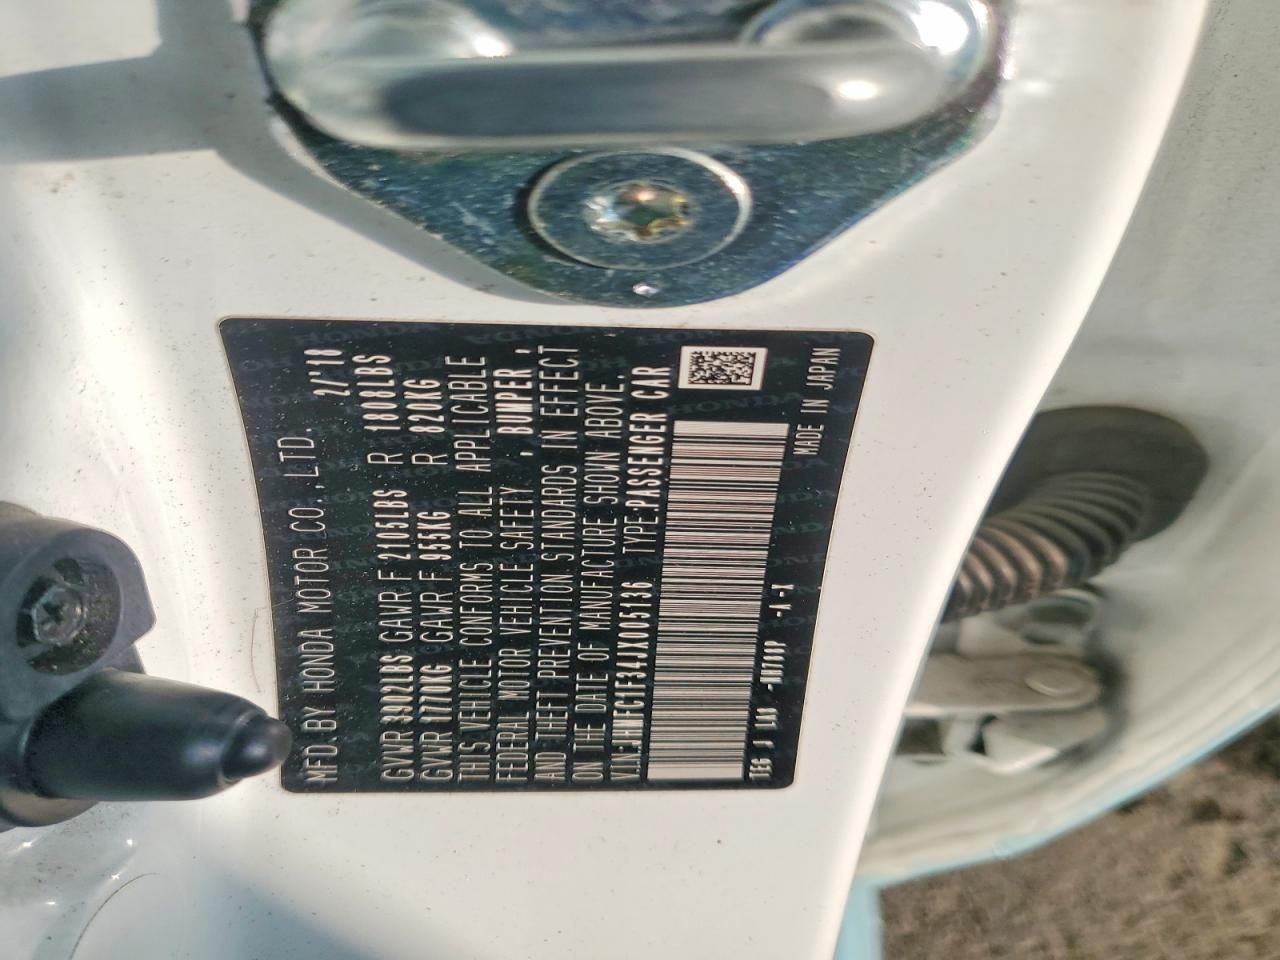 MFD. BY HONDA MOTOR CO., LTD. 2/'18
GVWR 3902LBS GAWR F 2105LBS R 1808LBS
GVWR 1770KG GAWR F 955KG R 820KG
THIS VEHICLE CONFORMS TO ALL APPLICABLE
FEDERAL MOTOR VEHICLE SAFETY , BUMPER ,
AND THEFT PREVENTION STANDARDS IN EFFECT
ON THE DATE OF MANUFACTURE SHOWN ABOVE.
V.I.N.: TYPE:PASSENGER CAR
-A -X
MADE IN JAPAN
HONDA